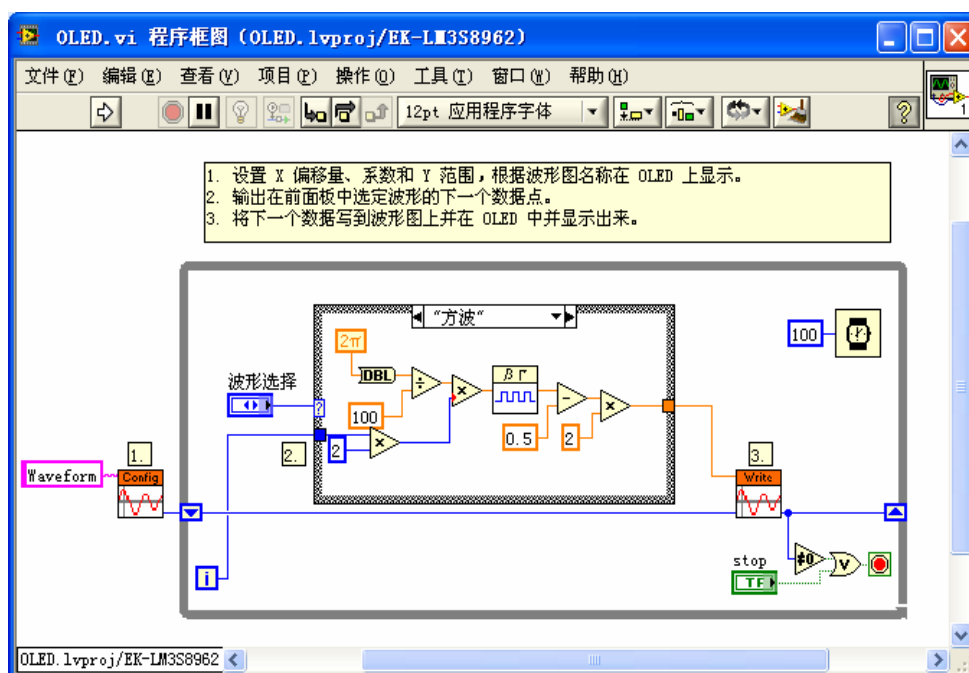 OLED.vi 程序框图 (OLED.lvproj/EK-LM3S8962)
文件(F) 编辑(E) 查看(V) 项目(P) 操作(O) 工具(T) 窗口(W) 帮助(H)
12pt 应用程序字体
?
1
1. 设置 X 偏移量、系数和 Y 范围，根据波形图名称在 OLED 上显示。
2. 输出在前面板中选定波形的下一个数据点。
3. 将下一个数据写到波形图上并在 OLED 中并显示出来。
"方波"
2π
DBL
÷
×
100
2
×
-
0.5
×
2
100
波形选择
?
2.
Waveform
1.
Config
3.
Write
i
stop
TF
≠0
V
OLED.lvproj/EK-LM3S8962